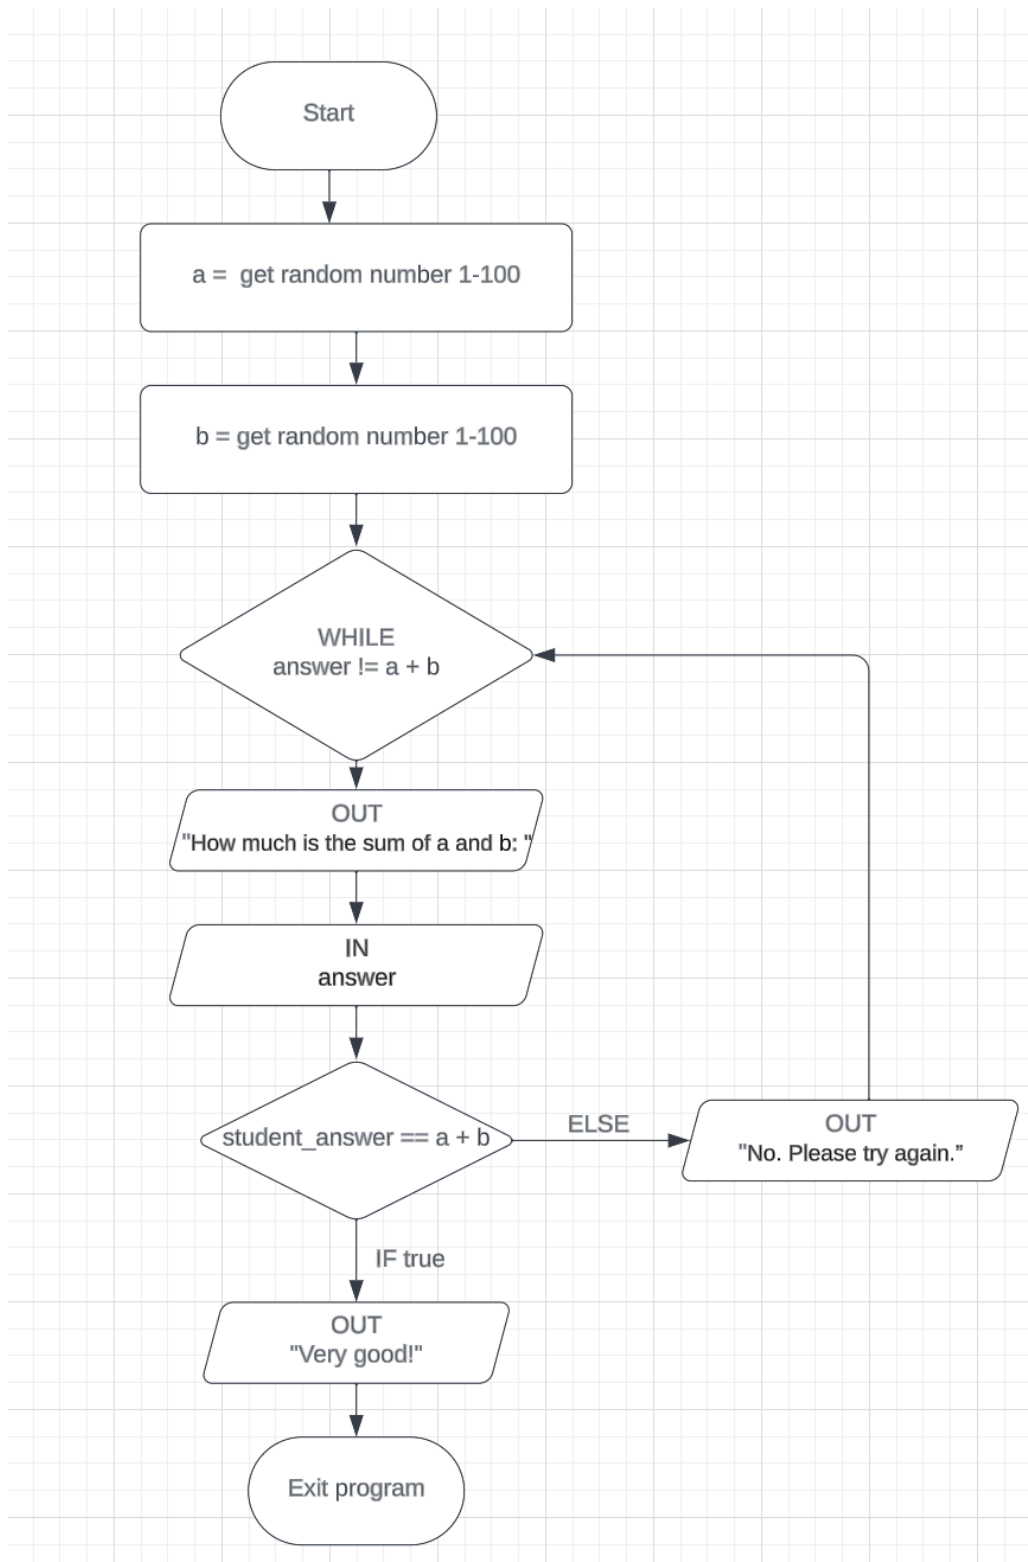 Start
a =  get random number 1-100
b = get random number 1-100
WHILE
answer != a + b
OUT
"How much is the sum of a and b: "
IN
answer
student_answer == a + b
ELSE
OUT
"No. Please try again.”
IF true
OUT
"Very good!"
Exit program